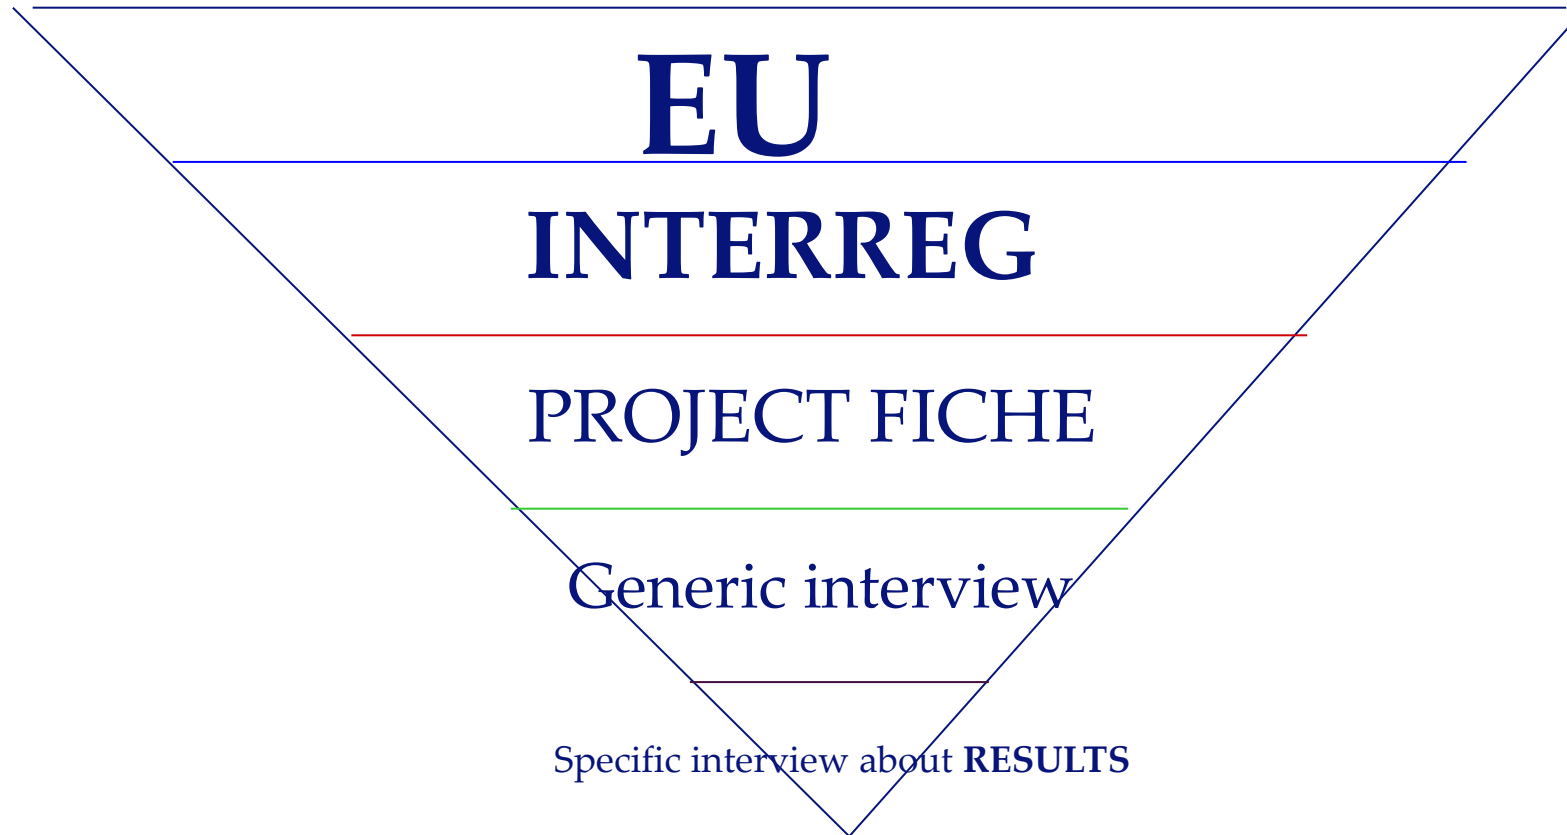 EU
INTERREG
PROJECT FICHE
Generic interview
Specific interview about RESULTS